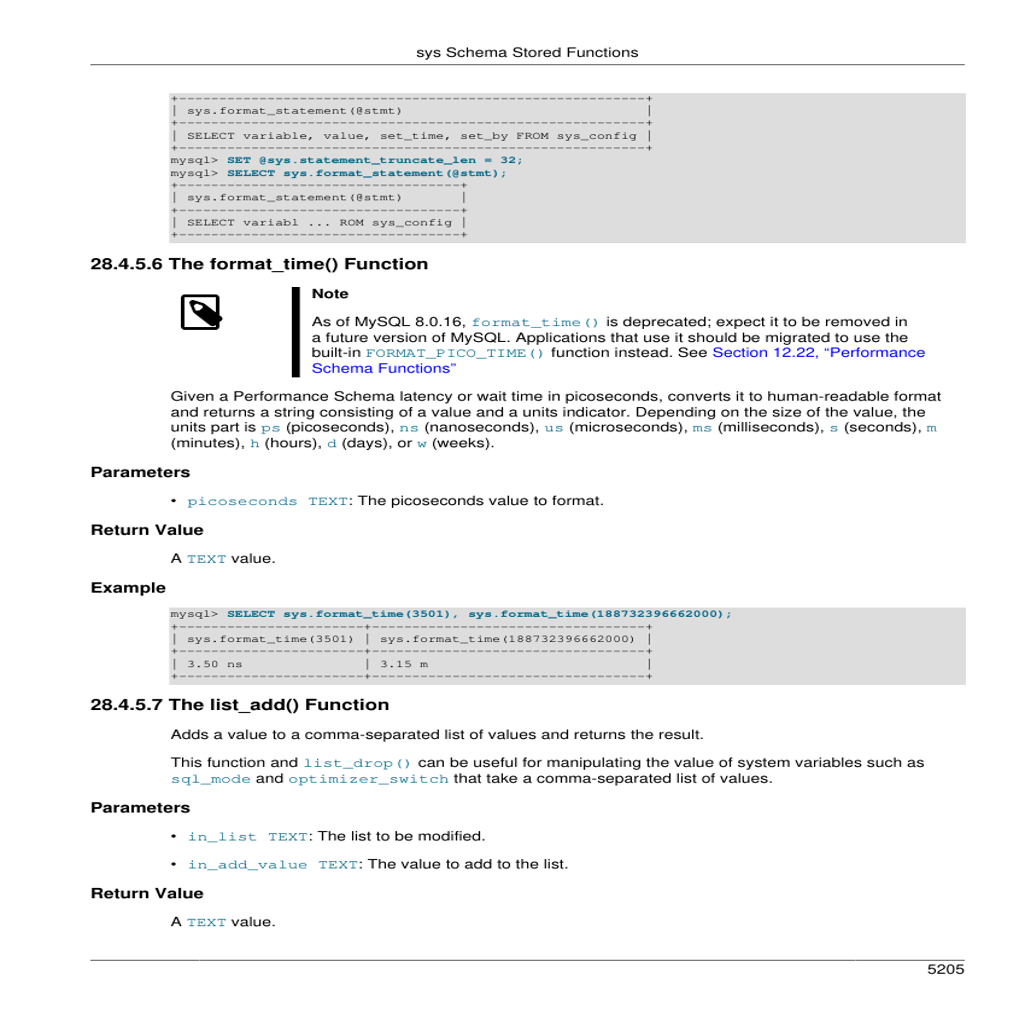 sys Schema Stored Functions
+----------------------------------------------------------+
| sys.format_statement(@stmt)                              |
+----------------------------------------------------------+
| SELECT variable, value, set_time, set_by FROM sys_config |
+----------------------------------------------------------+
mysql> SET @sys.statement_truncate_len = 32;
mysql> SELECT sys.format_statement(@stmt);
+-----------------------------------+
| sys.format_statement(@stmt)       |
+-----------------------------------+
| SELECT variabl ... ROM sys_config |
+-----------------------------------+
28.4.5.6 The format_time() Function
Note
As of MySQL 8.0.16, format_time() is deprecated; expect it to be removed in
a future version of MySQL. Applications that use it should be migrated to use the
built-in FORMAT_PICO_TIME() function instead. See Section 12.22, “Performance
Schema Functions”
Given a Performance Schema latency or wait time in picoseconds, converts it to human-readable format
and returns a string consisting of a value and a units indicator. Depending on the size of the value, the
units part is ps (picoseconds), ns (nanoseconds), us (microseconds), ms (milliseconds), s (seconds), m
(minutes), h (hours), d (days), or w (weeks).
Parameters
• picoseconds TEXT: The picoseconds value to format.
Return Value
A TEXT value.
Example
mysql> SELECT sys.format_time(3501), sys.format_time(188732396662000);
+-----------------------+----------------------------------+
| sys.format_time(3501) | sys.format_time(188732396662000) |
+-----------------------+----------------------------------+
| 3.50 ns               | 3.15 m                           |
+-----------------------+----------------------------------+
28.4.5.7 The list_add() Function
Adds a value to a comma-separated list of values and returns the result.
This function and list_drop() can be useful for manipulating the value of system variables such as
sql_mode and optimizer_switch that take a comma-separated list of values.
Parameters
• in_list TEXT: The list to be modified.
• in_add_value TEXT: The value to add to the list.
Return Value
A TEXT value.
5205